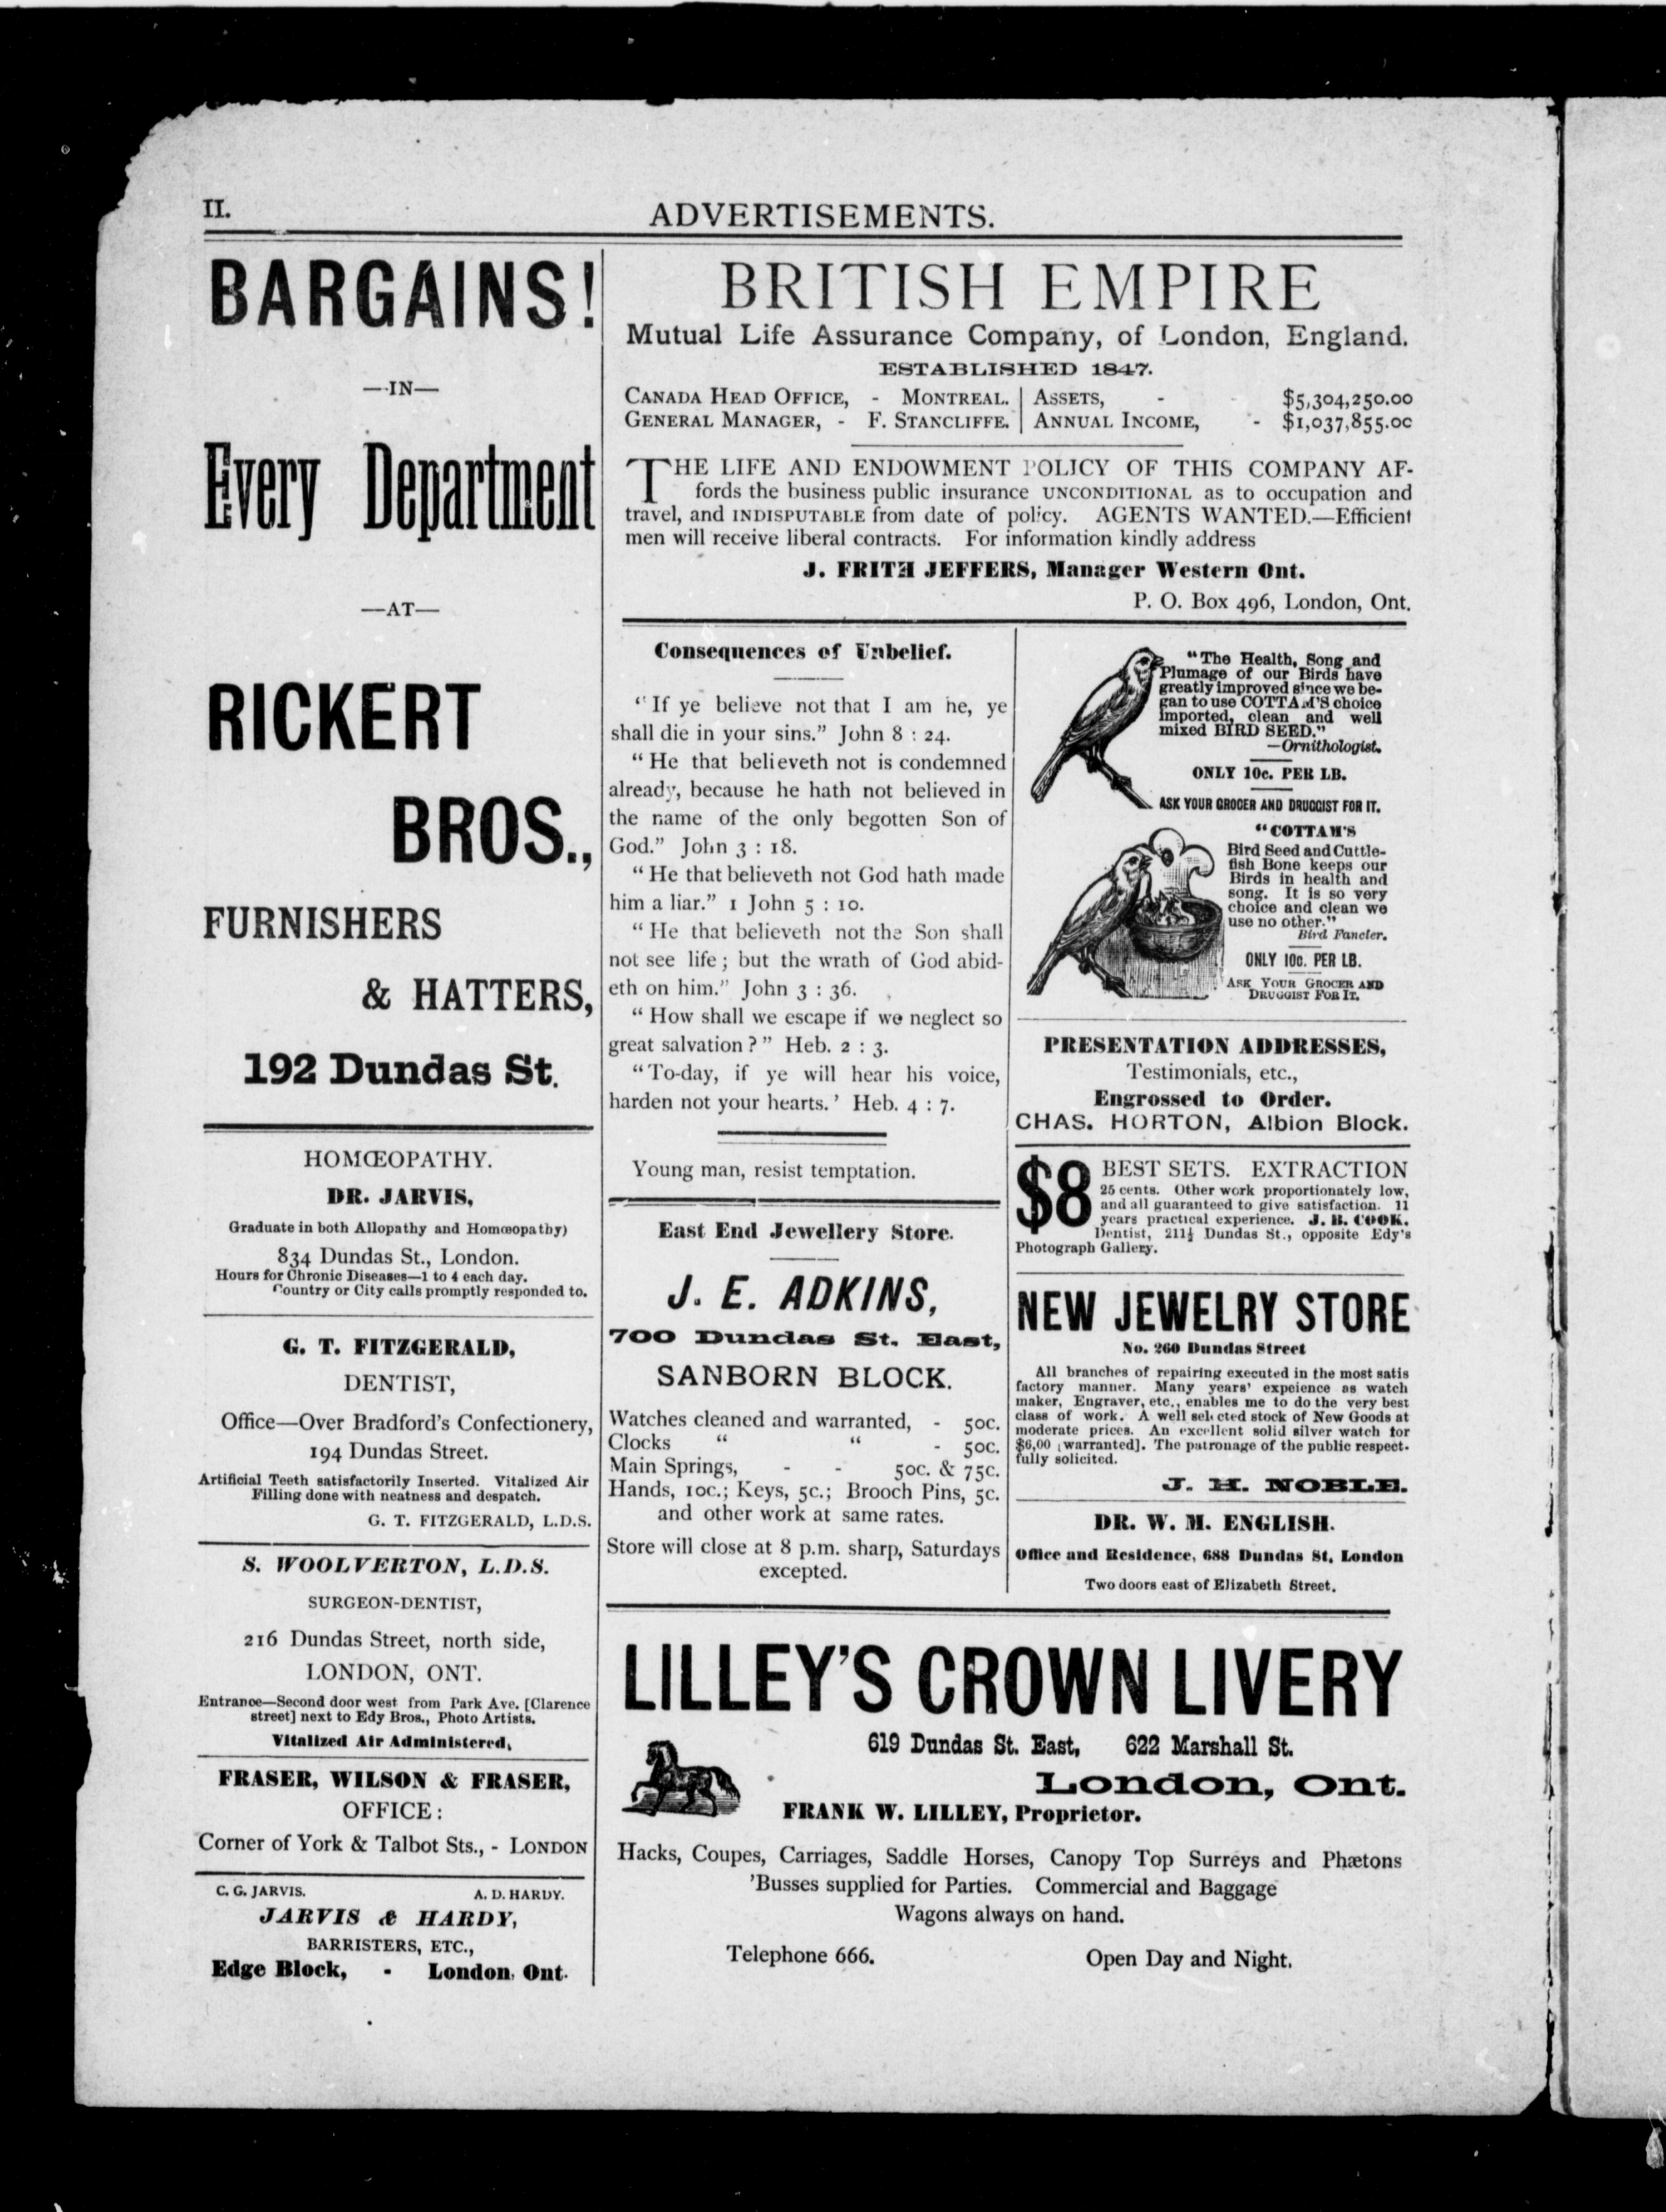 II.
ADVERTISEMENTS.
BARGAINS!
—IN—
Every Department
—AT—
RICKERT
BROS.,
FURNISHERS
& HATTERS,
192 Dundas St.
HOMŒOPATHY.
DR. JARVIS,
Graduate in both Allopathy and Homœopathy)
834 Dundas St., London.
Hours for Chronic Diseases—1 to 4 each day.
Country or City calls promptly responded to.
G. T. FITZGERALD,
DENTIST,
Office—Over Bradford's Confectionery,
194 Dundas Street.
Artificial Teeth satisfactorily Inserted. Vitalized Air
Filling done with neatness and despatch.
G. T. FITZGERALD, L.D.S.
S. WOOLVERTON, L.D.S.
SURGEON-DENTIST,
216 Dundas Street, north side,
LONDON, ONT.
Entrance—Second door west from Park Ave. [Clarence
street] next to Edy Bros., Photo Artists.
Vitalized Air Administered,
FRASER, WILSON & FRASER,
OFFICE:
Corner of York & Talbot Sts., - LONDON
C. G. JARVIS. A. D. HARDY.
JARVIS & HARDY,
BARRISTERS, ETC.,
Edge Block, - London, Ont.
BRITISH EMPIRE
Mutual Life Assurance Company, of London, England.
ESTABLISHED 1847.
CANADA HEAD OFFICE, - MONTREAL. | ASSETS, - - $5,304,250.00
GENERAL MANAGER, - F. STANCLIFFE. | ANNUAL INCOME, - $1,037,855.00
THE LIFE AND ENDOWMENT POLICY OF THIS COMPANY AF-
fords the business public insurance UNCONDITIONAL as to occupation and
travel, and INDISPUTABLE from date of policy. AGENTS WANTED.—Efficient
men will receive liberal contracts. For information kindly address
J. FRITH JEFFERS, Manager Western Ont.
P. O. Box 496, London, Ont.
Consequences of Unbelief.
"If ye believe not that I am he, ye
shall die in your sins." John 8 : 24.
"He that believeth not is condemned
already, because he hath not believed in
the name of the only begotten Son of
God." John 3 : 18.
"He that believeth not God hath made
him a liar." 1 John 5 : 10.
"He that believeth not the Son shall
not see life; but the wrath of God abid-
eth on him." John 3 : 36.
"How shall we escape if we neglect so
great salvation?" Heb. 2 : 3.
"To-day, if ye will hear his voice,
harden not your hearts.' Heb. 4 : 7.
Young man, resist temptation.
East End Jewellery Store.
J. E. ADKINS,
700 Dundas St. East,
SANBORN BLOCK.
Watches cleaned and warranted, - 50c.
Clocks " " - 50c.
Main Springs, - - 50c. & 75c.
Hands, 10c.; Keys, 5c.; Brooch Pins, 5c.
and other work at same rates.
Store will close at 8 p.m. sharp, Saturdays
excepted.
"The Health, Song and
Plumage of our Birds have
greatly improved since we be-
gan to use COTTAM'S choice
imported, clean and well
mixed BIRD SEED."
—Ornithologist.
ONLY 10c. PER LB.
ASK YOUR GROCER AND DRUGGIST FOR IT.
"COTTAM'S
Bird Seed and Cuttle-
fish Bone keeps our
Birds in health and
song. It is so very
choice and clean we
use no other."
Bird Fancier.
ONLY 10c. PER LB.
ASK YOUR GROCER AND
DRUGGIST FOR IT.
PRESENTATION ADDRESSES,
Testimonials, etc.,
Engrossed to Order.
CHAS. HORTON, Albion Block.
$8 BEST SETS. EXTRACTION
25 cents. Other work proportionately low,
and all guaranteed to give satisfaction. 11
years practical experience. J. B. COOK.
Dentist, 211½ Dundas St., opposite Edy's
Photograph Gallery.
NEW JEWELRY STORE
No. 260 Dundas Street
All branches of repairing executed in the most satis
factory manner. Many years' expeience as watch
maker, Engraver, etc., enables me to do the very best
class of work. A well selected stock of New Goods at
moderate prices. An excellent solid silver watch for
$6,00 [warranted]. The patronage of the public respect-
fully solicited.
J. H. NOBLE.
DR. W. M. ENGLISH.
Office and Residence, 688 Dundas St, London
Two doors east of Elizabeth Street.
LILLEY'S CROWN LIVERY
619 Dundas St. East, 622 Marshall St.
London, Ont.
FRANK W. LILLEY, Proprietor.
Hacks, Coupes, Carriages, Saddle Horses, Canopy Top Surreys and Phætons
'Busses supplied for Parties. Commercial and Baggage
Wagons always on hand.
Telephone 666. Open Day and Night.